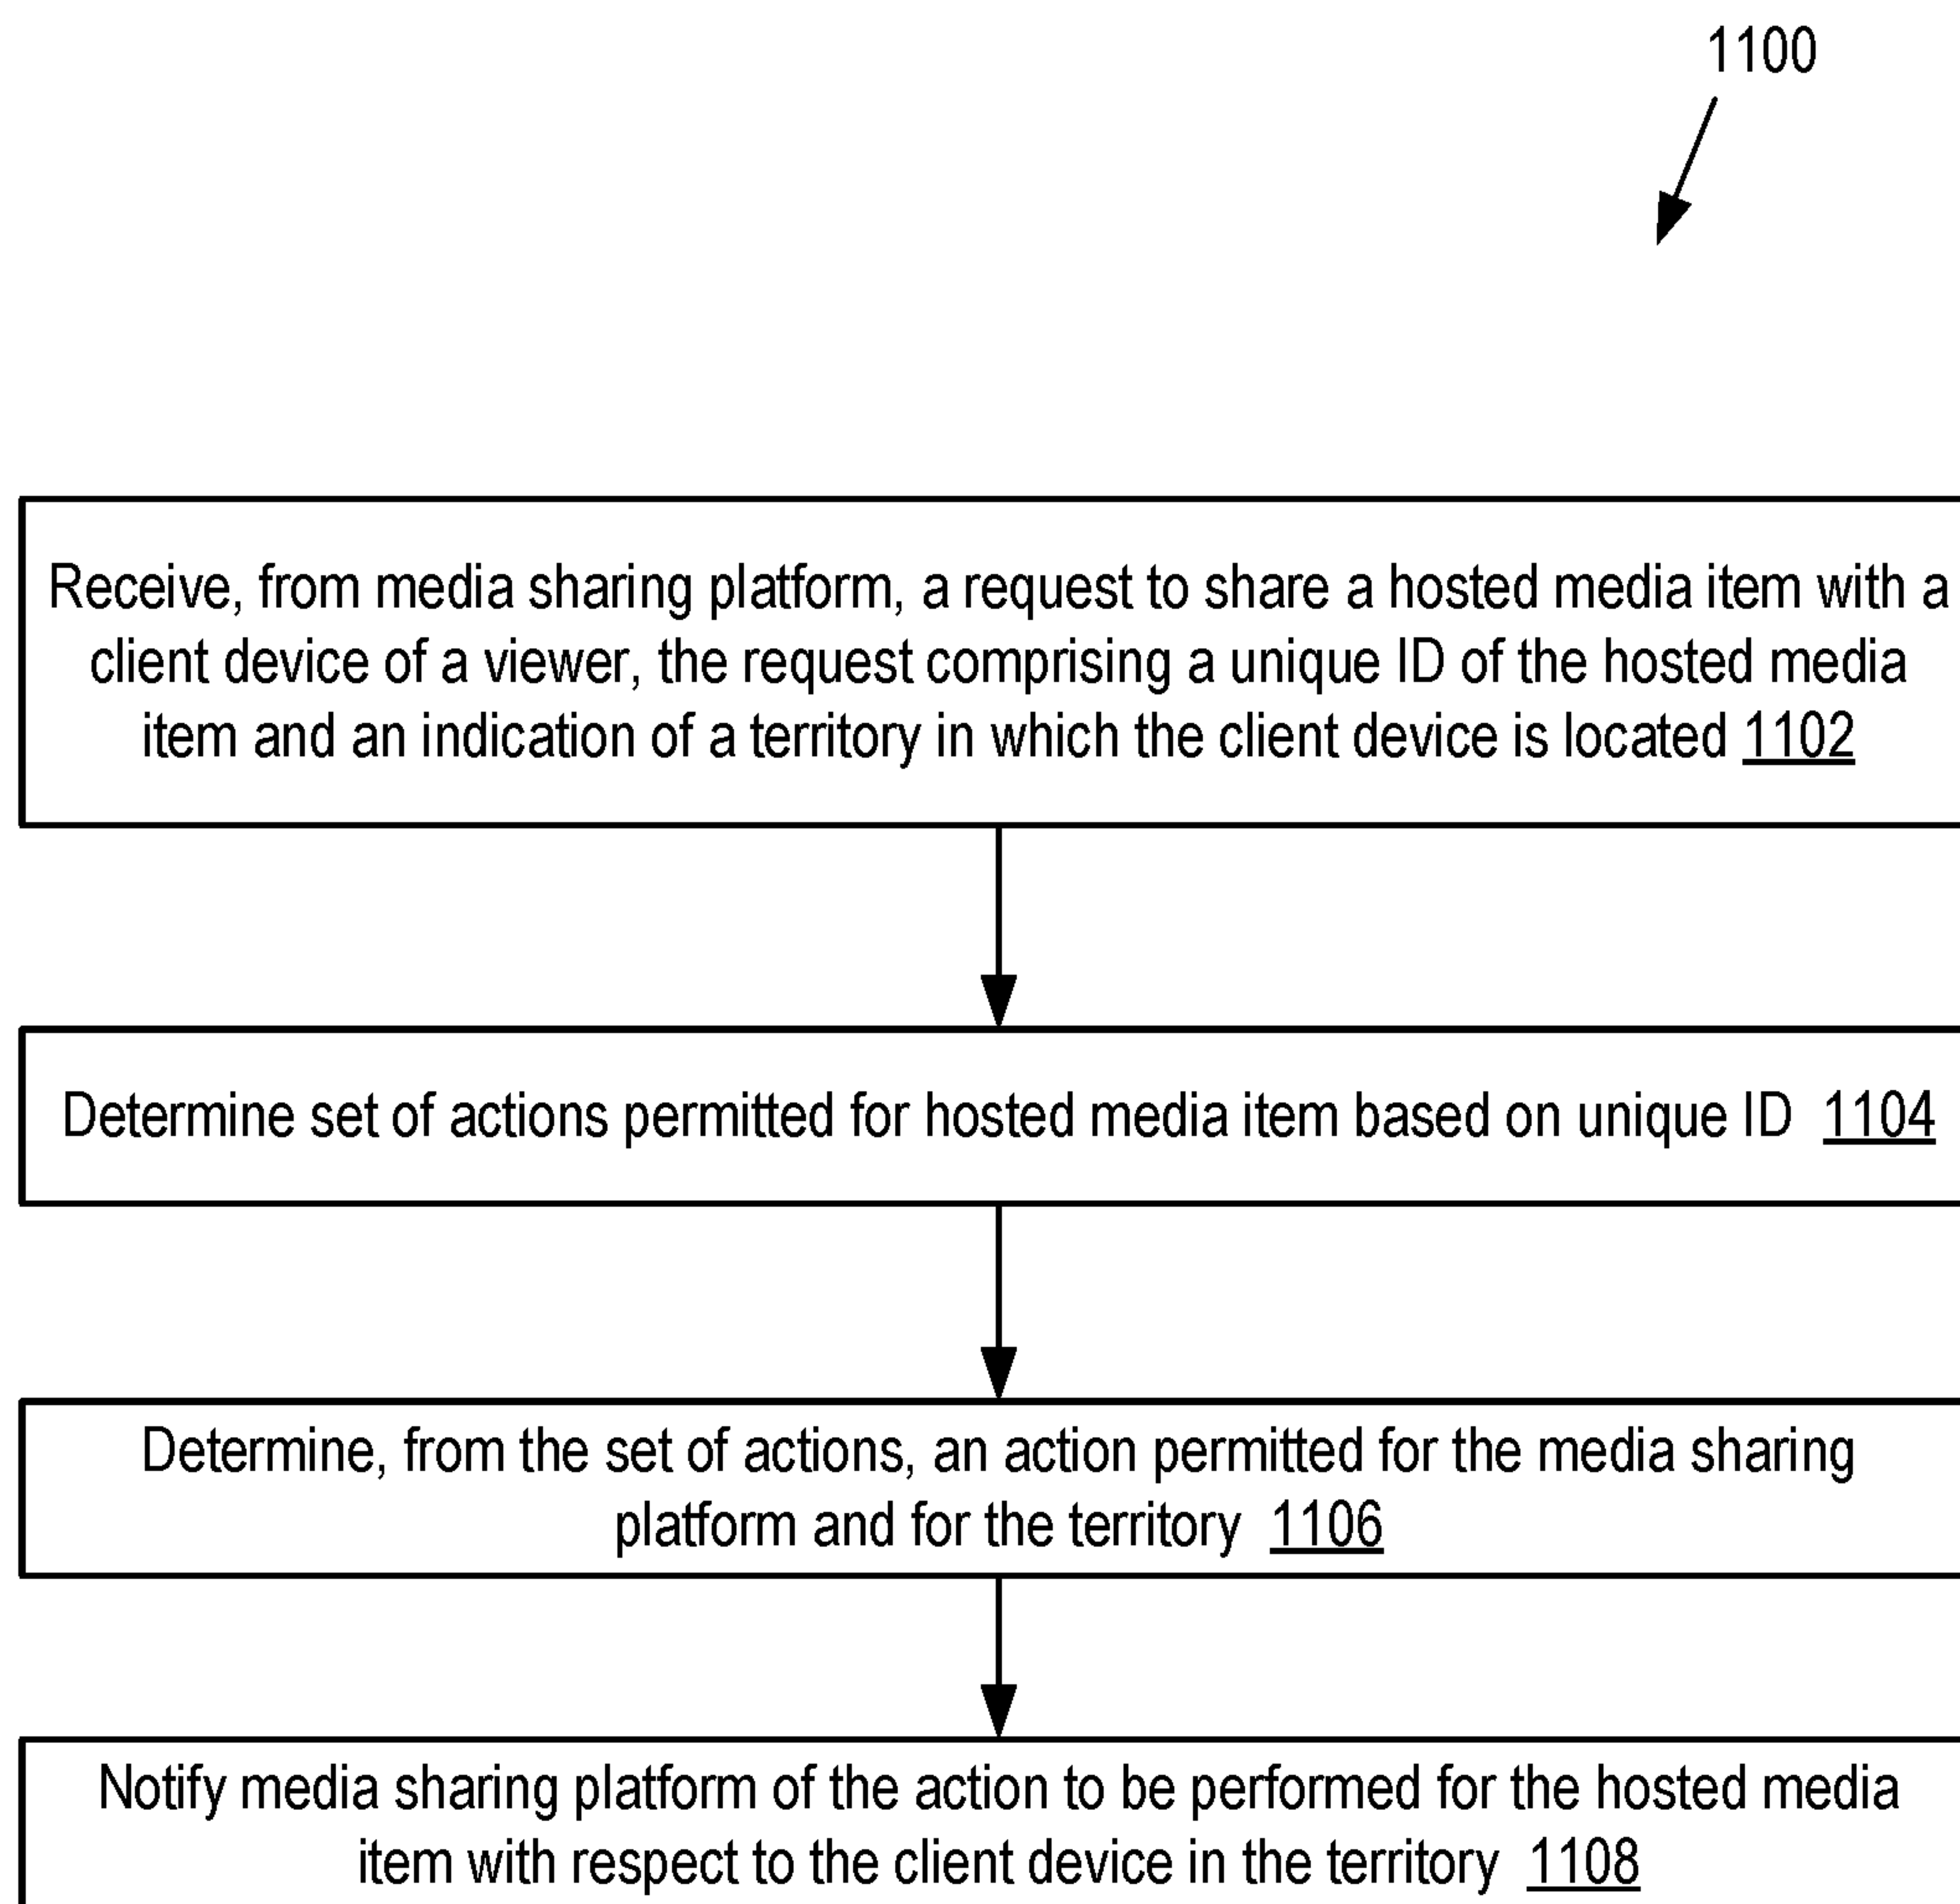 1100
Receive, from media sharing platform, a request to share a hosted media item with a
client device of a viewer, the request comprising a unique ID of the hosted media
item and an indication of a territory in which the client device is located 1102
Determine set of actions permitted for hosted media item based on unique ID 1104
Determine, from the set of actions, an action permitted for the media sharing
platform and for the territory 1106
Notify media sharing platform of the action to be performed for the hosted media
item with respect to the client device in the territory 1108